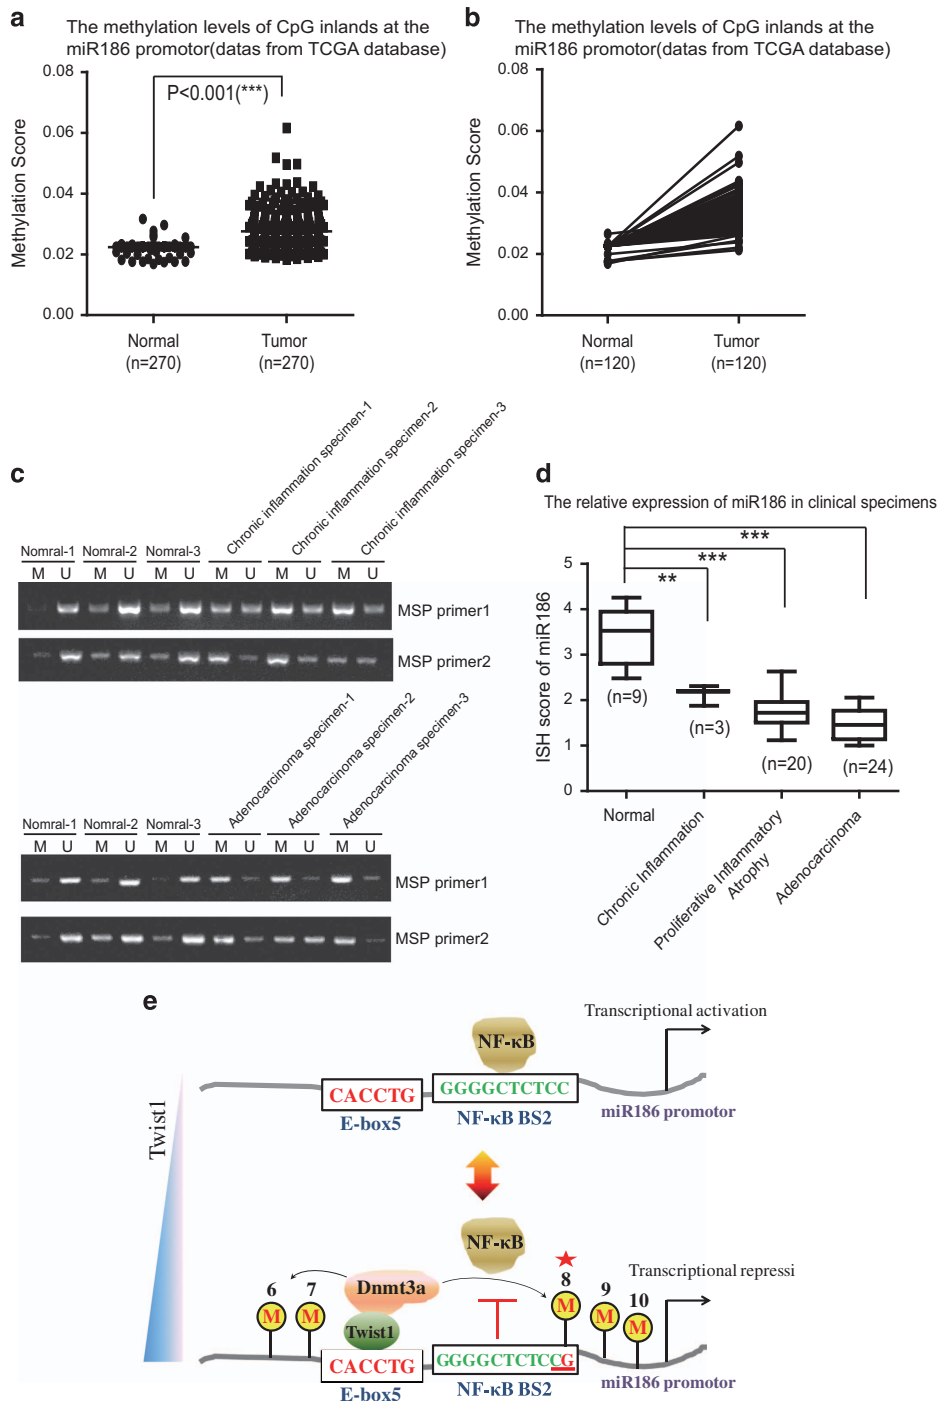 a
The methylation levels of CpG inlands at the
miR186 promotor(datas from TCGA database)
0.08
0.06
0.04
0.02
0.00
Methylation Score
P<0.001(***)
Normal
(n=270)
Tumor
(n=270)
b
The methylation levels of CpG inlands at the
miR186 promotor(datas from TCGA database)
0.08
0.06
0.04
0.02
0.00
Methylation Score
Normal
(n=120)
Tumor
(n=120)
c
Nomral-1 Nomral-2 Nomral-3 Chronic inflammation specimen-1 Chronic inflammation specimen-2 Chronic inflammation specimen-3
M U M U M U M U M U M U
MSP primer1
MSP primer2
Nomral-1 Nomral-2 Nomral-3 Adenocarcinoma specimen-1 Adenocarcinoma specimen-2 Adenocarcinoma specimen-3
M U M U M U M U M U M U
MSP primer1
MSP primer2
d
The relative expression of miR186 in clinical specimens
***
***
**
5
4
3
2
1
0
ISH score of miR186
(n=9)
(n=3)
(n=20)
(n=24)
Normal
Chronic Inflammation
Proliferative Inflammatory
Atrophy
Adenocarcinoma
e
Twist1
Transcriptional activation
NF-κB
CACCTG
GGGGCTCTCC
E-box5
NF-κB BS2
miR186 promotor
NF-κB
Transcriptional repressi
Dnmt3a
Twist1
6 7 8 9 10
M M M M M
CACCTG
GGGGCTCTCCG
E-box5
NF-κB BS2
miR186 promotor